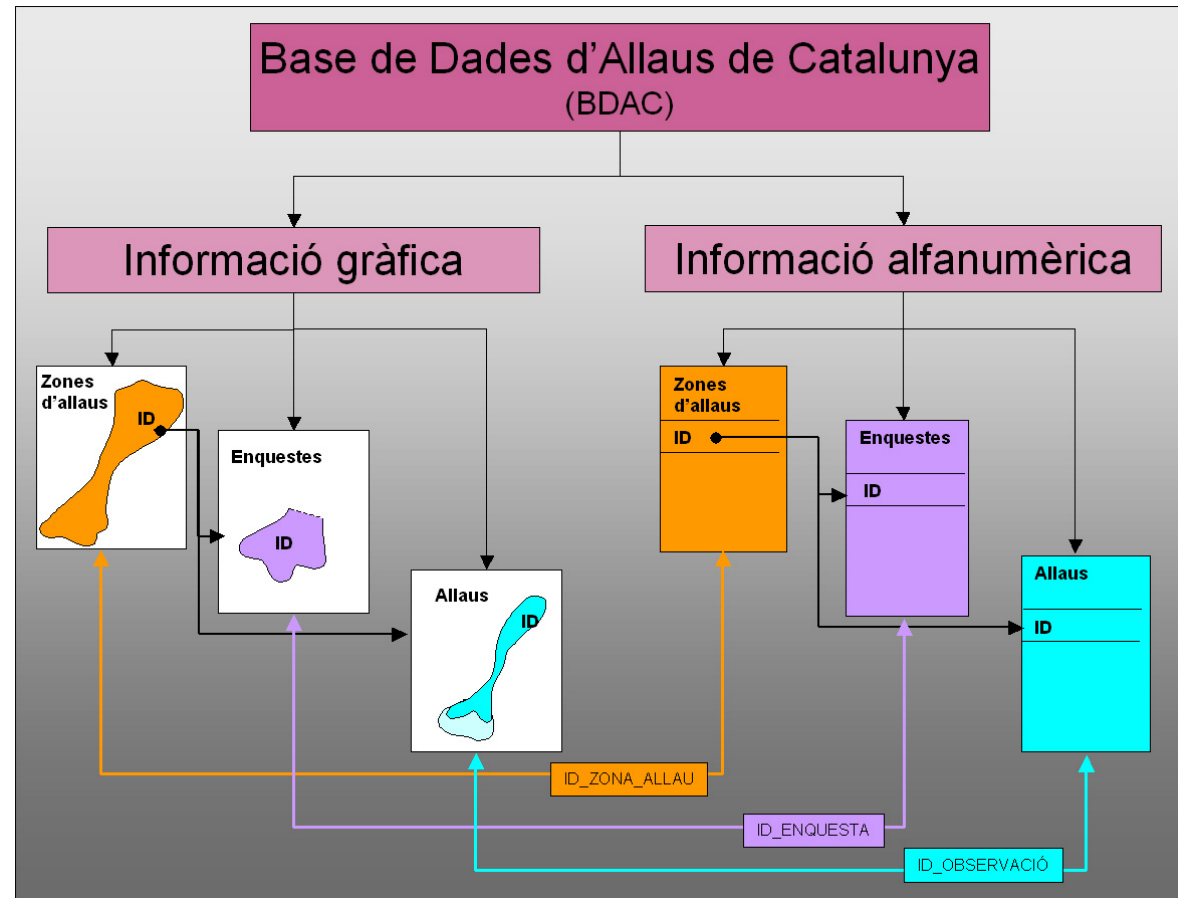 Base de Dades d'Allaus de Catalunya
(BDAC)
Informació gràfica
Informació alfanumèrica
Zones
d'allaus
ID
Enquestes
ID
Allaus
ID
Zones
d'allaus
ID
Enquestes
ID
Allaus
ID
ID_ZONA_ALLAU
ID_ENQUESTA
ID_OBSERVACIÓ